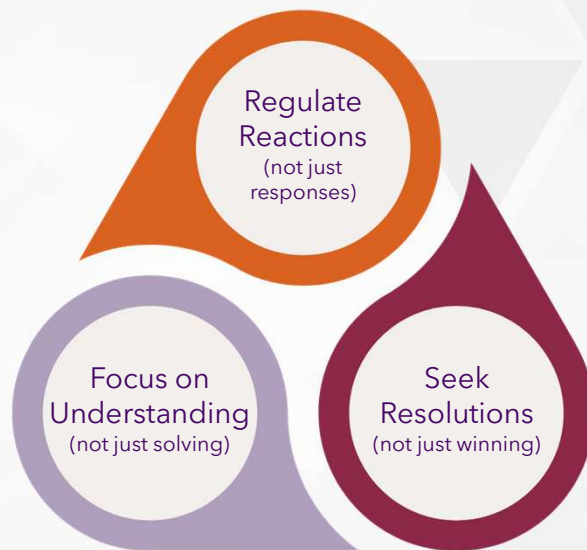 Regulate
Reactions
(not just
responses)
Focus on
Understanding
(not just solving)
Seek
Resolutions
(not just winning)